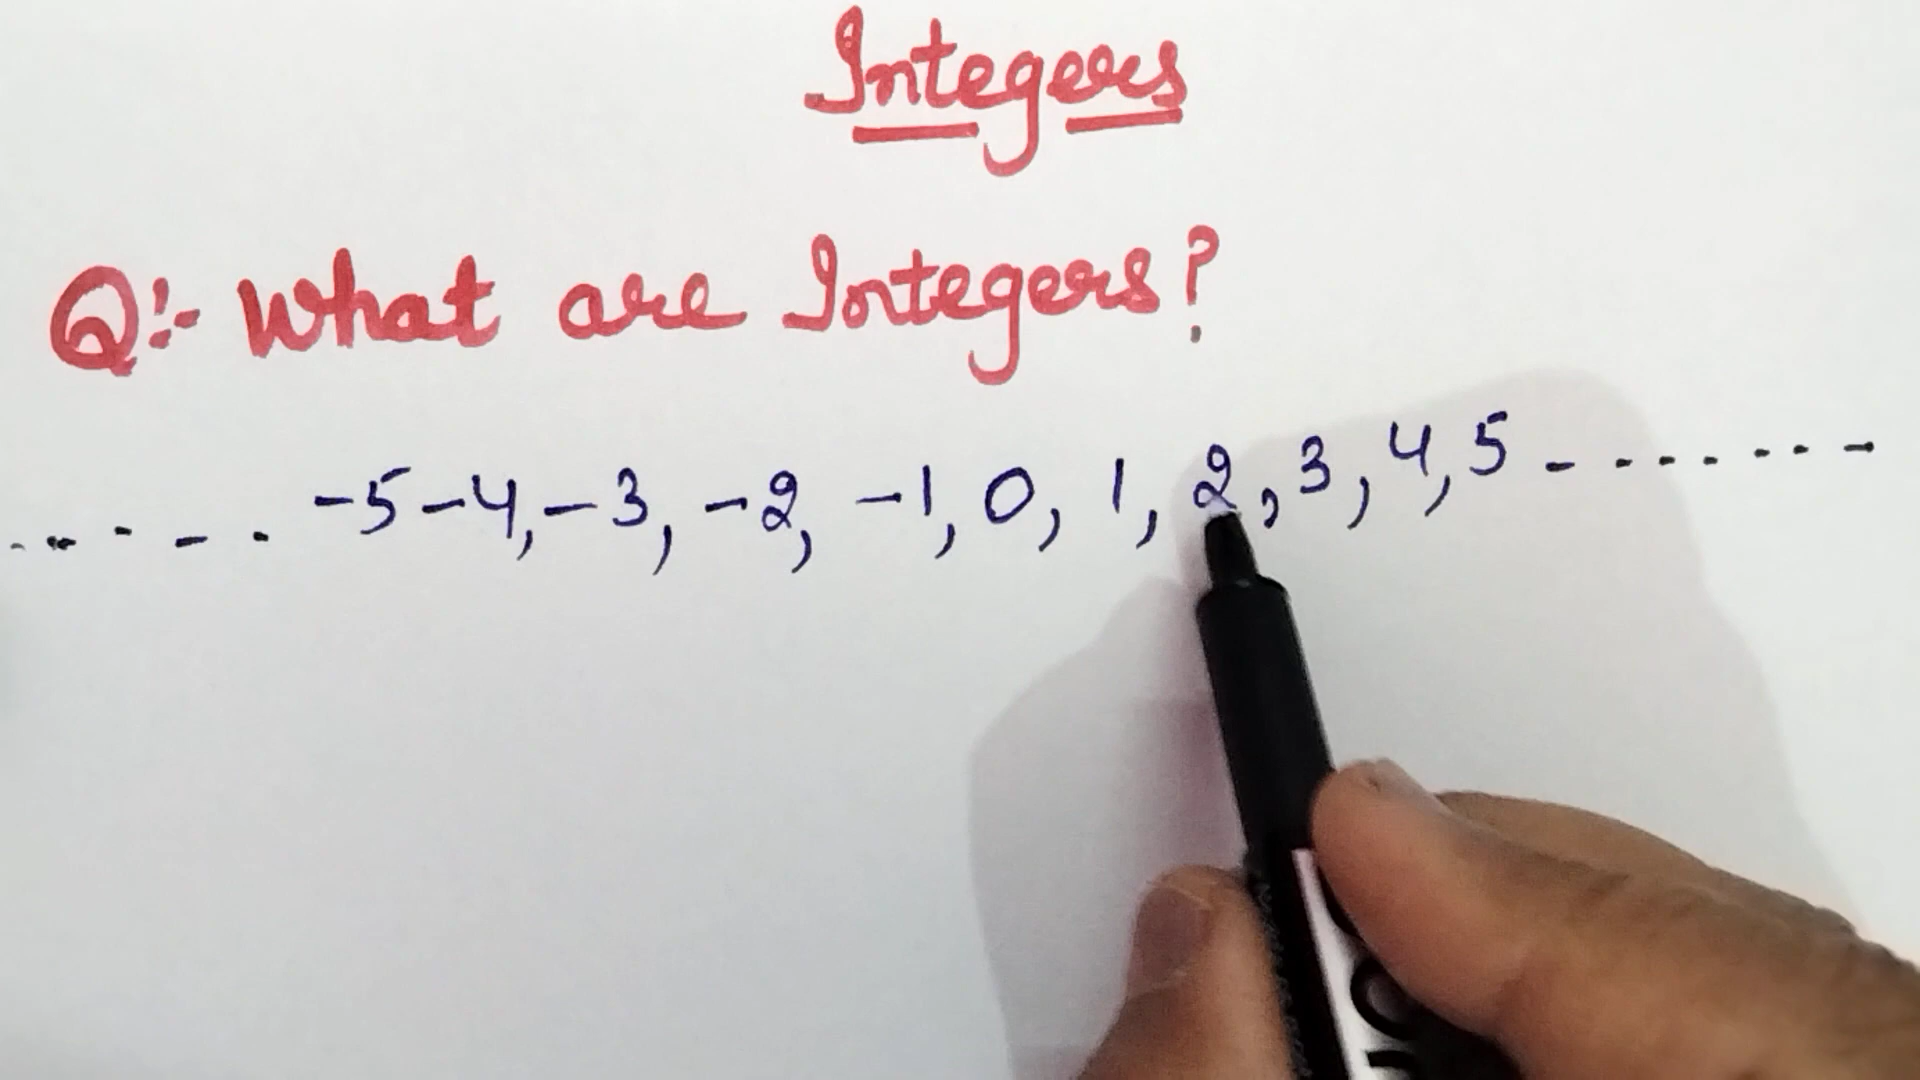 Integers
Q:- What are Integers?
....... -5-4,-3, -2, -1, 0, 1, 2, 3, 4, 5 .......